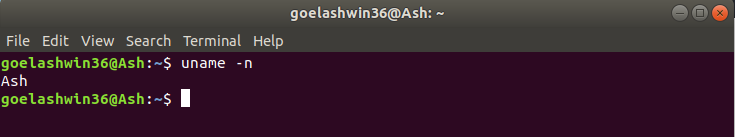 goelashwin36@Ash: ~
File Edit View Search Terminal Help
goelashwin36@Ash:~$ uname -n
Ash
goelashwin36@Ash:~$